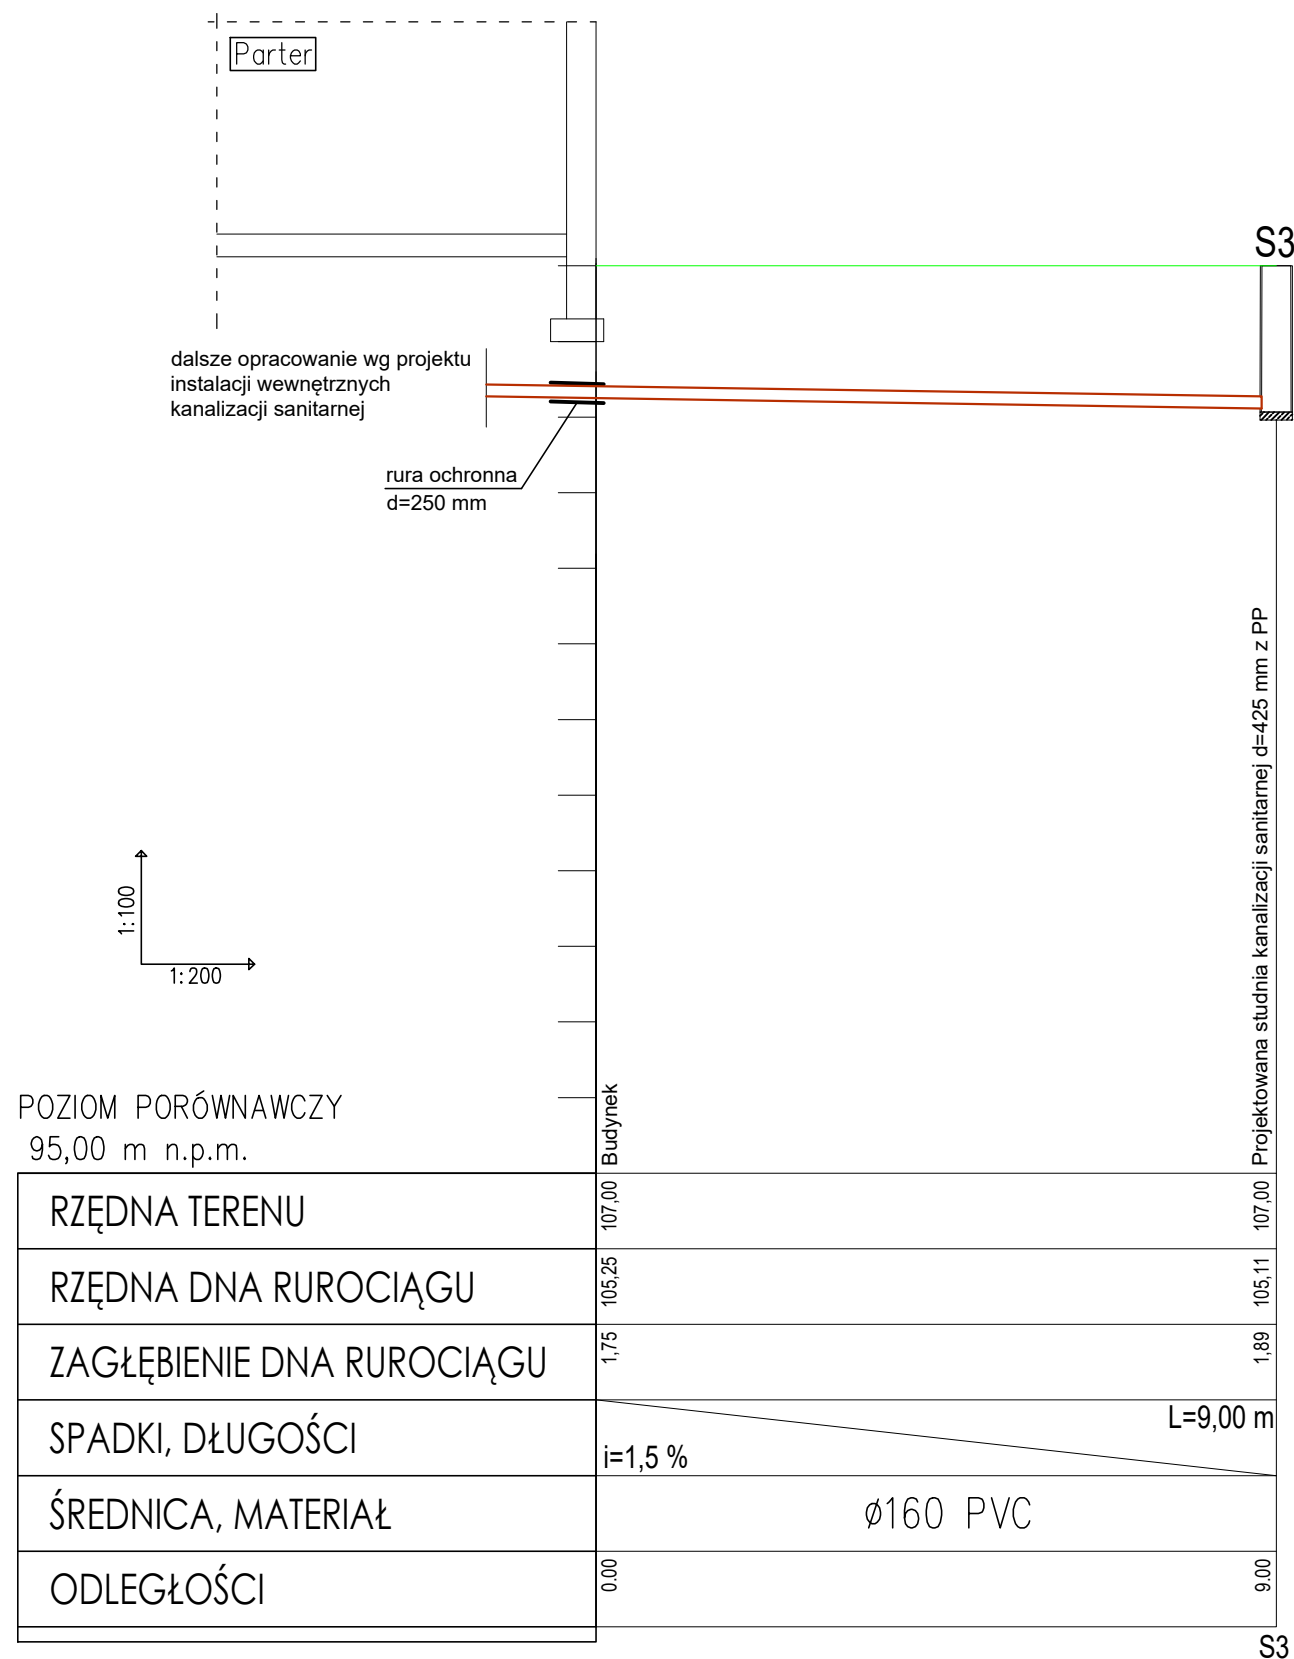 Parter
S3
dalsze opracowanie wg projektu
instalacji wewnętrznych
kanalizacji sanitarnej
rura ochronna
d=250 mm
1:100
1:200
Projektowana studnia kanalizacji sanitarnej d=425 mm z PP
Budynek
POZIOM PORÓWNAWCZY
95,00 m n.p.m.
RZĘDNA TERENU
107,00
107,00
RZĘDNA DNA RUROCIĄGU
105,25
105,11
ZAGŁĘBIENIE DNA RUROCIĄGU
1,75
1,89
SPADKI, DŁUGOŚCI
i=1,5 %
L=9,00 m
ŚREDNICA, MATERIAŁ
ø160 PVC
ODLEGŁOŚCI
0.00
9.00
S3